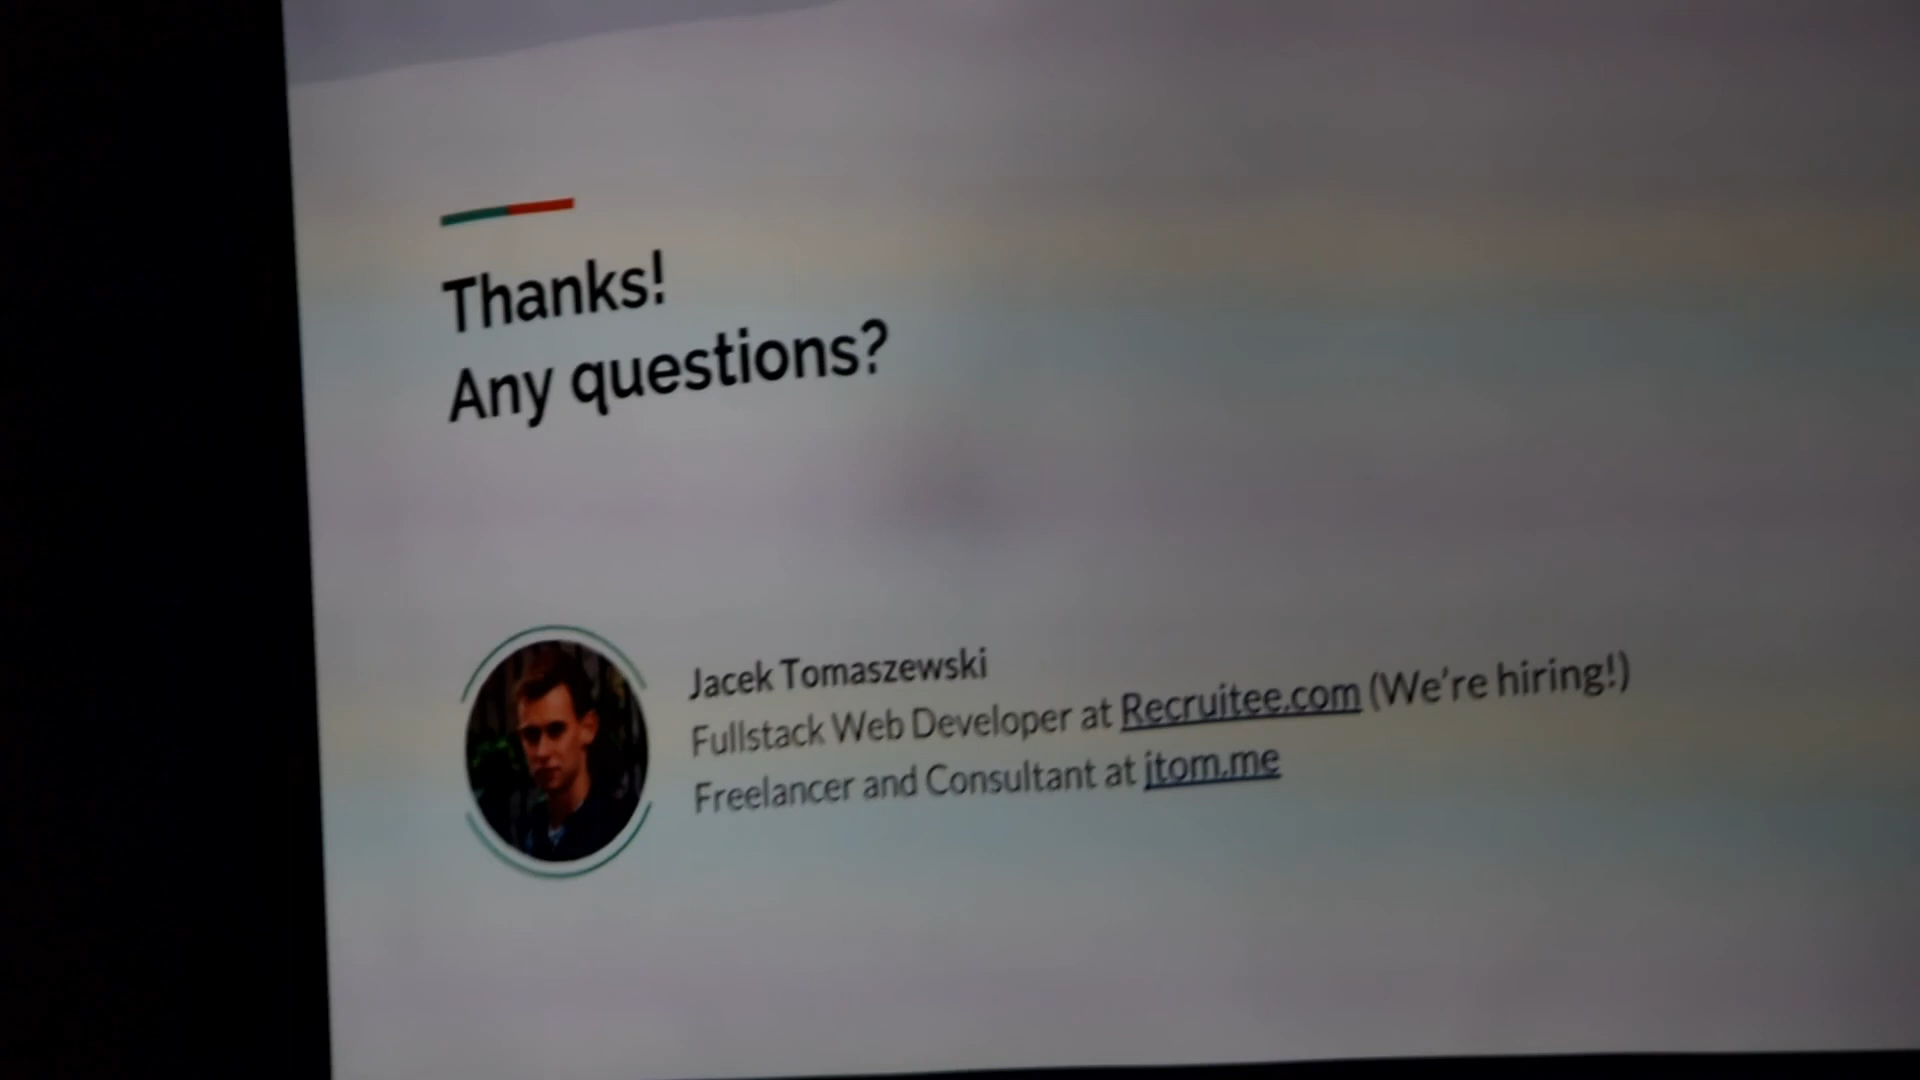 Thanks!
Any questions?
Jacek Tomaszewski
Fullstack Web Developer at Recruitee.com (We're hiring!)
Freelancer and Consultant at jtom.me